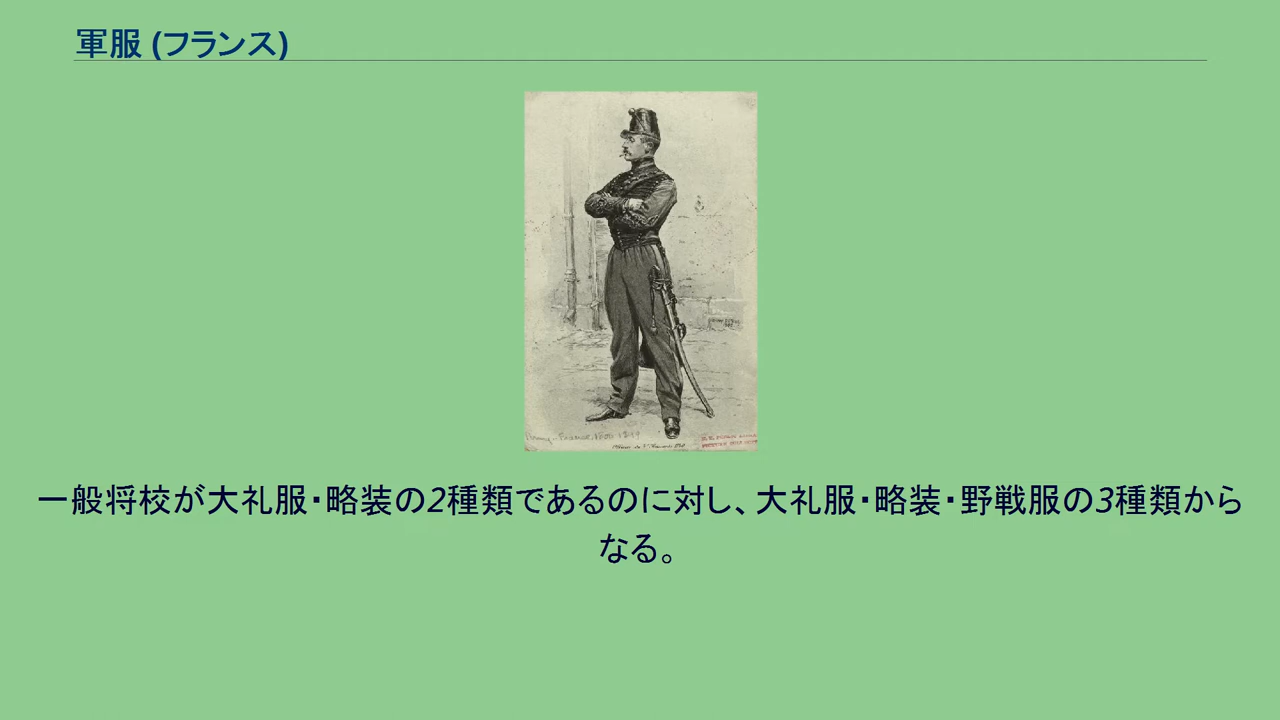 軍服 (フランス)
一般将校が大礼服・略装の2種類であるのに対し、大礼服・略装・野戦服の3種類から
なる。